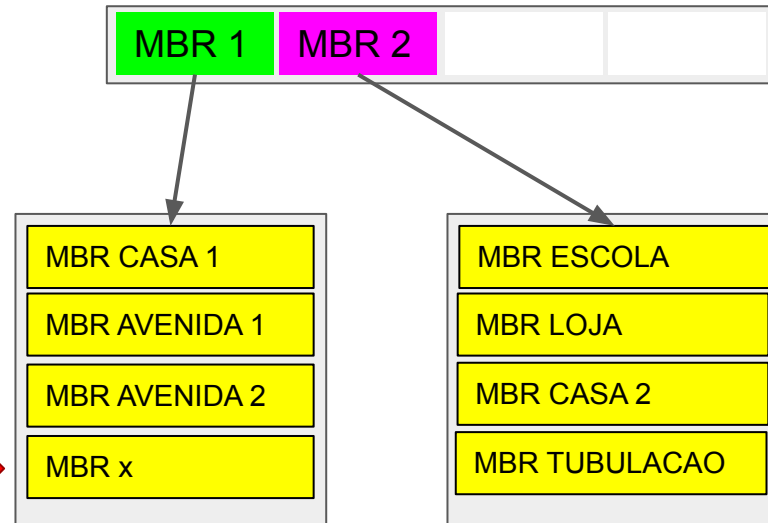 MBR 1
MBR 2
MBR CASA 1
MBR AVENIDA 1
MBR AVENIDA 2
MBR x
MBR ESCOLA
MBR LOJA
MBR CASA 2
MBR TUBULACAO